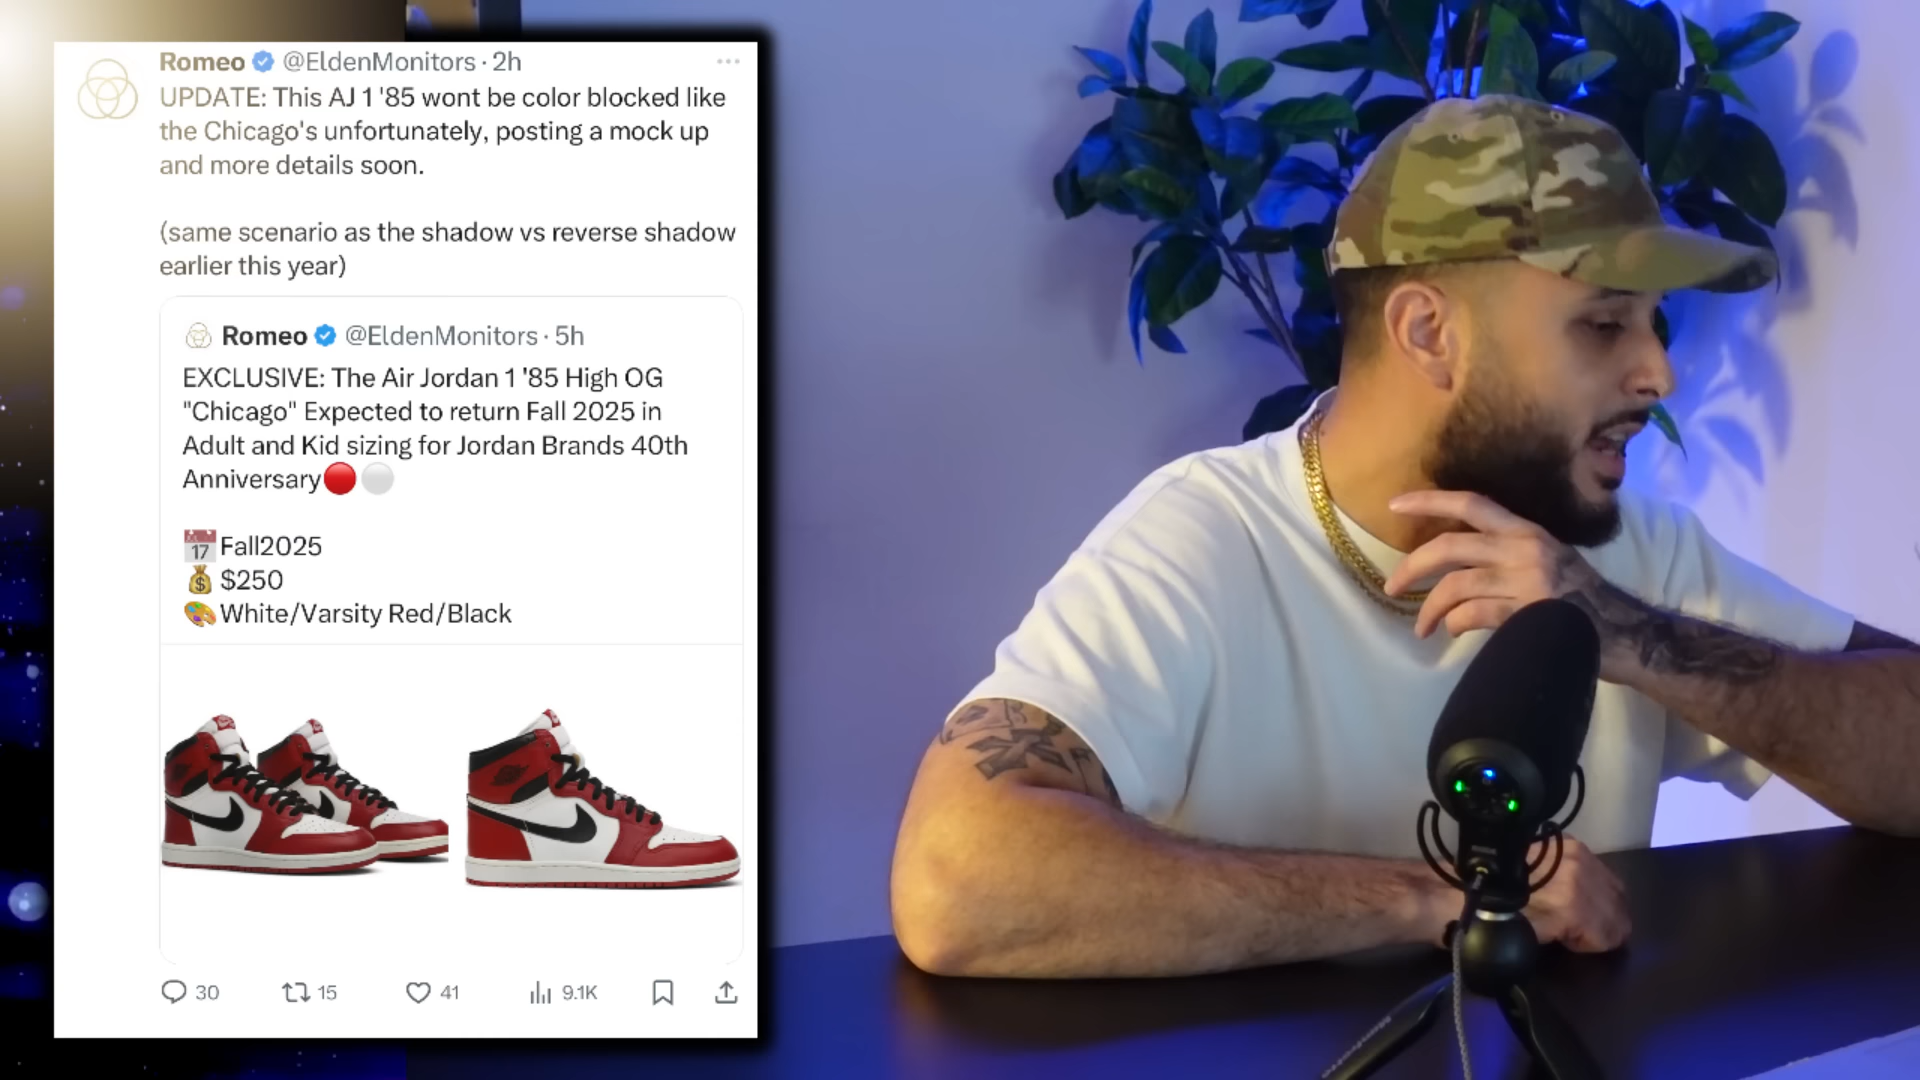 Romeo @EldenMonitors · 2h
UPDATE: This AJ 1 '85 wont be color blocked like
the Chicago's unfortunately, posting a mock up
and more details soon.
(same scenario as the shadow vs reverse shadow
earlier this year)
Romeo @EldenMonitors · 5h
EXCLUSIVE: The Air Jordan 1 '85 High OG
"Chicago" Expected to return Fall 2025 in
Adult and Kid sizing for Jordan Brands 40th
Anniversary🔴⚪
📅Fall2025
💰$250
🎨White/Varsity Red/Black
30 15 41 9.1K